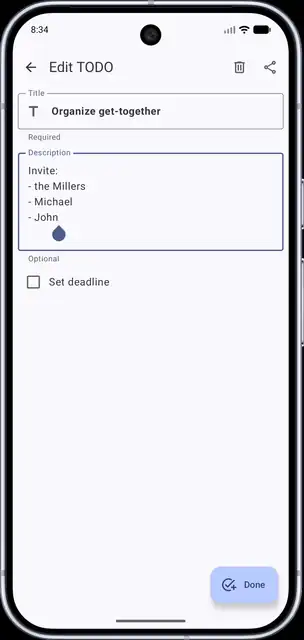 8:34
Edit TODO
Title
T Organize get-together
Required
Description
Invite:
- the Millers
- Michael
- John
Optional
Set deadline
Done